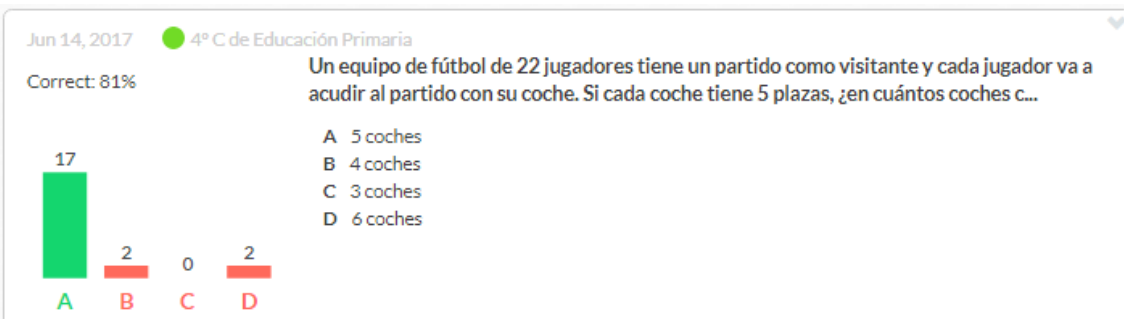 Jun 14, 2017 4º C de Educación Primaria
Correct: 81%
Un equipo de fútbol de 22 jugadores tiene un partido como visitante y cada jugador va a
acudir al partido con su coche. Si cada coche tiene 5 plazas, ¿en cuántos coches c...
A 5 coches
B 4 coches
C 3 coches
D 6 coches
17
2
0
2
A B C D